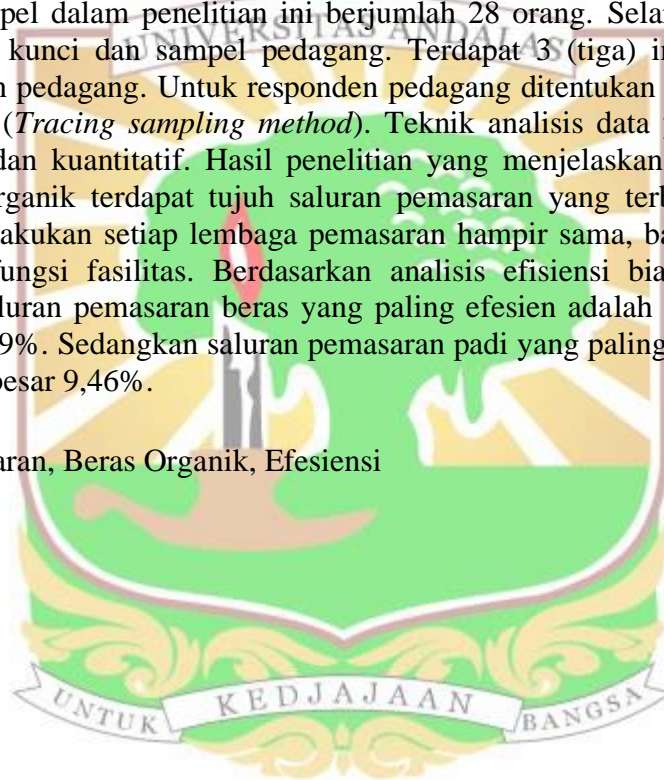 pel dalam penelitian ini berjumlah 28 orang. Sela
UNIVERSITAS ANDALAS
kunci dan sampel pedagang. Terdapat 3 (tiga) in
n pedagang. Untuk responden pedagang ditentukan
(Tracing sampling method). Teknik analisis data
dan kuantitatif. Hasil penelitian yang menjelaskan
rganik terdapat tujuh saluran pemasaran yang terb
akukan setiap lembaga pemasaran hampir sama, ba
fungsi fasilitas. Berdasarkan analisis efisiensi bia
luran pemasaran beras yang paling efesien adalah
9%. Sedangkan saluran pemasaran padi yang paling
besar 9,46%.
aran, Beras Organik, Efesiensi
UNTUK KEDJAJAAN BANGSA